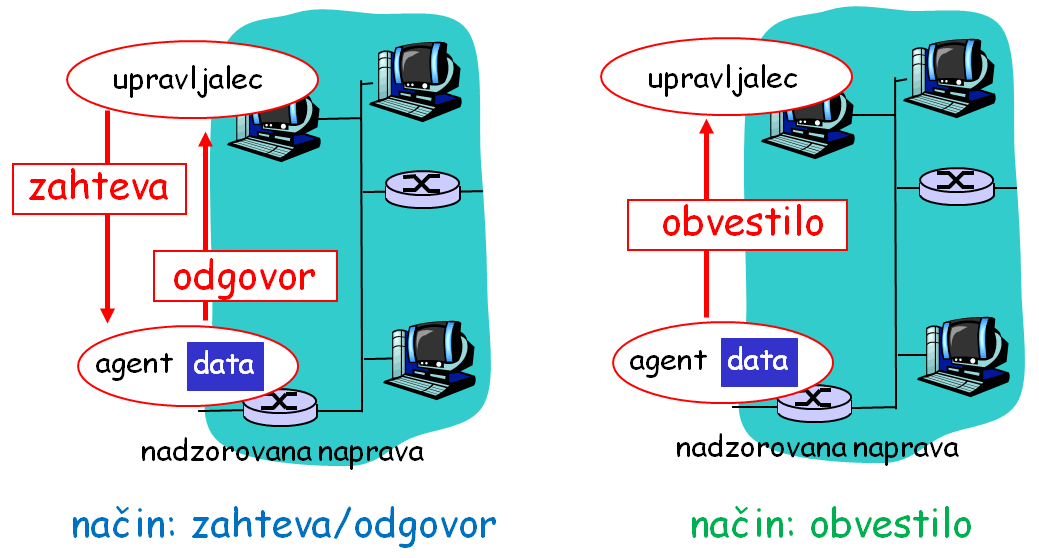 upravljalec
zahteva
odgovor
agent data
nadzorovana naprava
način: zahteva/odgovor
upravljalec
obvestilo
agent data
nadzorovana naprava
način: obvestilo